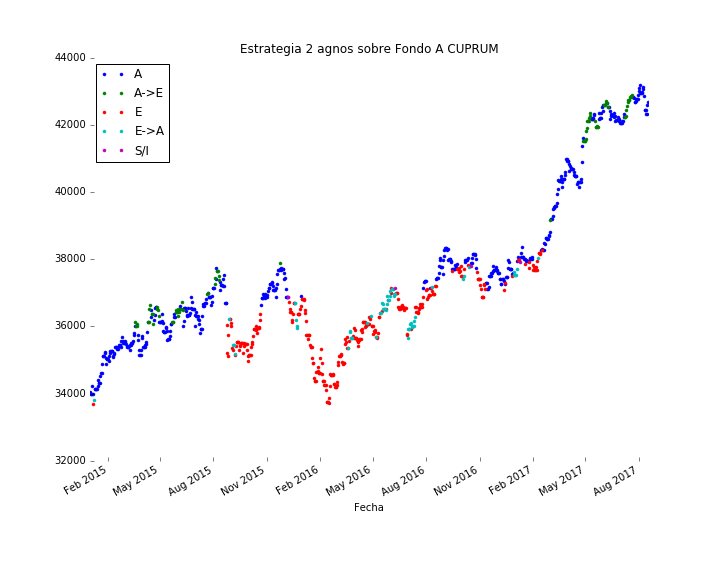 Estrategia 2 agnos sobre Fondo A CUPRUM
44000
42000
40000
38000
36000
34000
32000
A
A->E
E
E->A
S/I
Feb 2015
May 2015
Aug 2015
Nov 2015
Feb 2016
May 2016
Aug 2016
Nov 2016
Feb 2017
May 2017
Aug 2017
Fecha